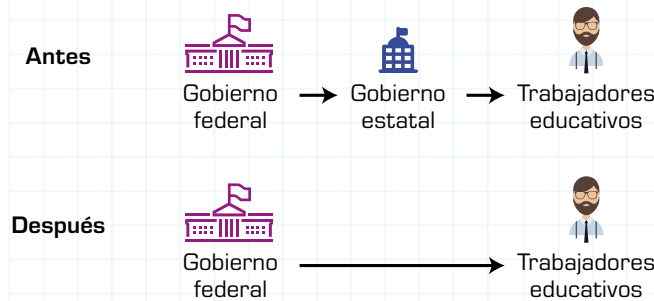 Antes
Gobierno
federal
Gobierno
estatal
Trabajadores
educativos
Después
Gobierno
federal
Trabajadores
educativos